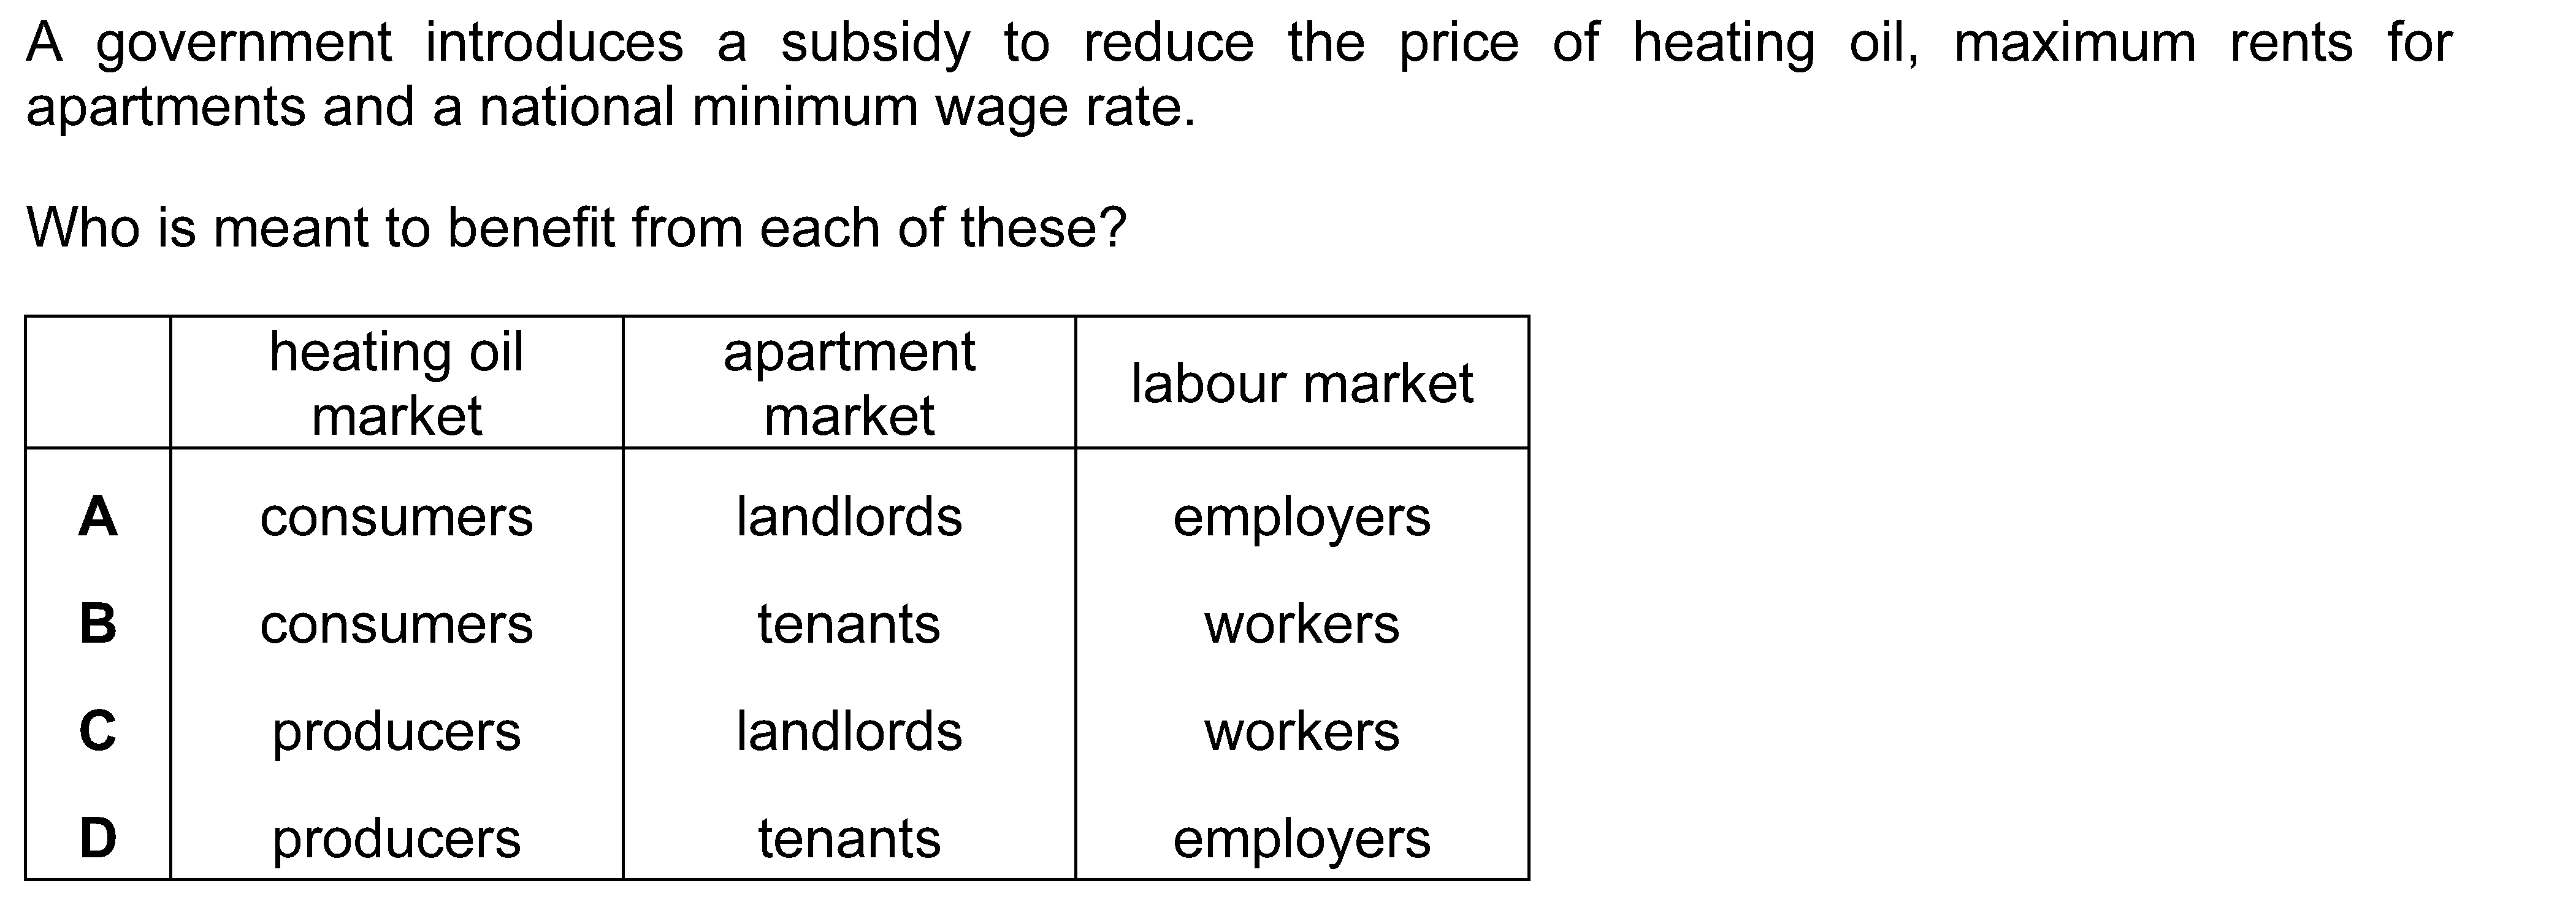 A government introduces a subsidy to reduce the price of heating oil, maximum rents for
apartments and a national minimum wage rate.
Who is meant to benefit from each of these?
heating oil market apartment market labour market
A consumers landlords employers
B consumers tenants workers
C producers landlords workers
D producers tenants employers